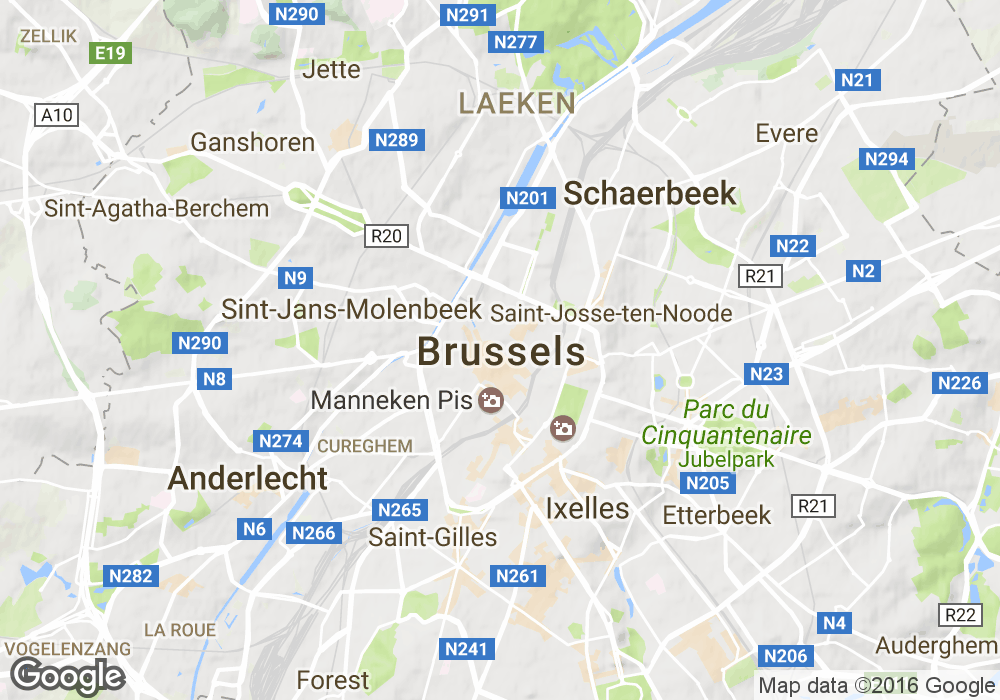 N290
N291
ZELLIK
N277
E19
Jette
N21
LAEKEN
A10
Evere
Ganshoren
N289
N294
Schaerbeek
N201
Sint-Agatha-Berchem
R20
N22
N9
R21
N2
Sint-Jans-Molenbeek
Saint-Josse-ten-Noode
N290
Brussels
N8
N23
N226
Manneken Pis
Parc du
Cinquantenaire
Jubelpark
N274
CUREGHEM
Anderlecht
N205
N265
Ixelles
R21
Etterbeek
N6
N266
Saint-Gilles
N282
N261
R22
N4
LA ROUE
Auderghem
VOGELENZANG
N241
N206
Forest
Google
Map data ©2016 Google